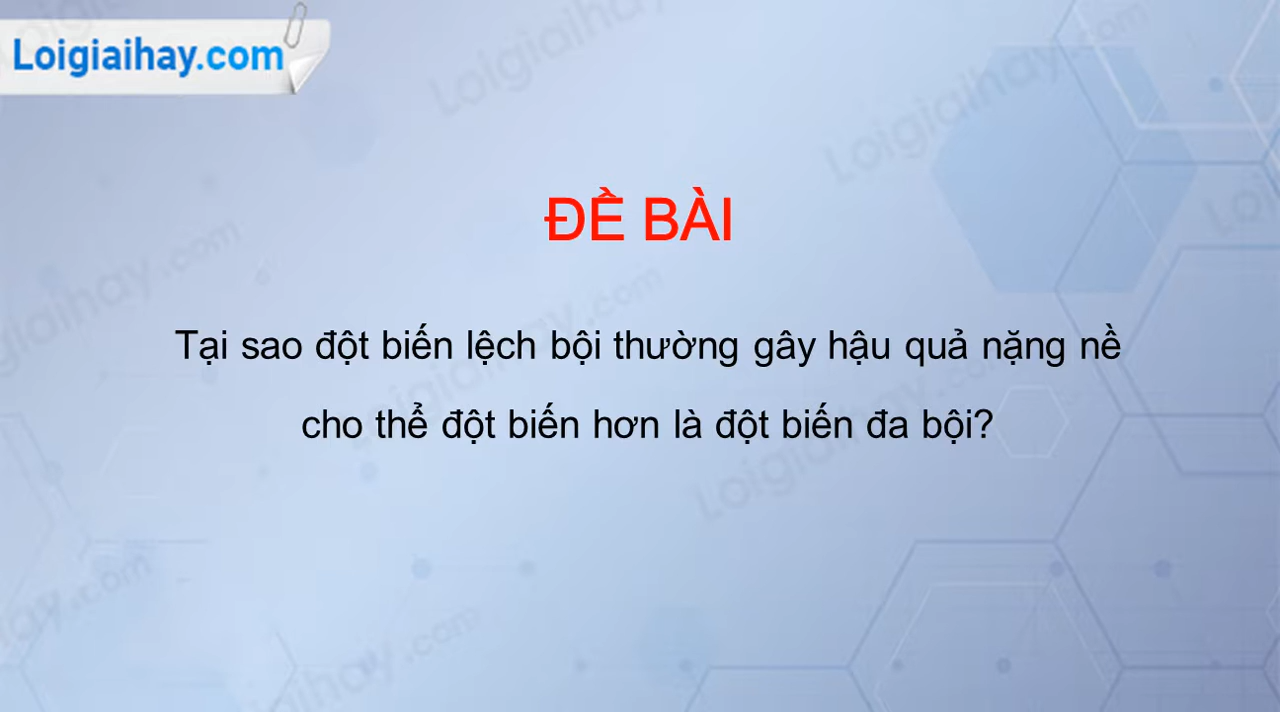 Loigiaihay.com
ĐỀ BÀI
Tại sao đột biến lệch bội thường gây hậu quả nặng nề
cho thể đột biến hơn là đột biến đa bội?